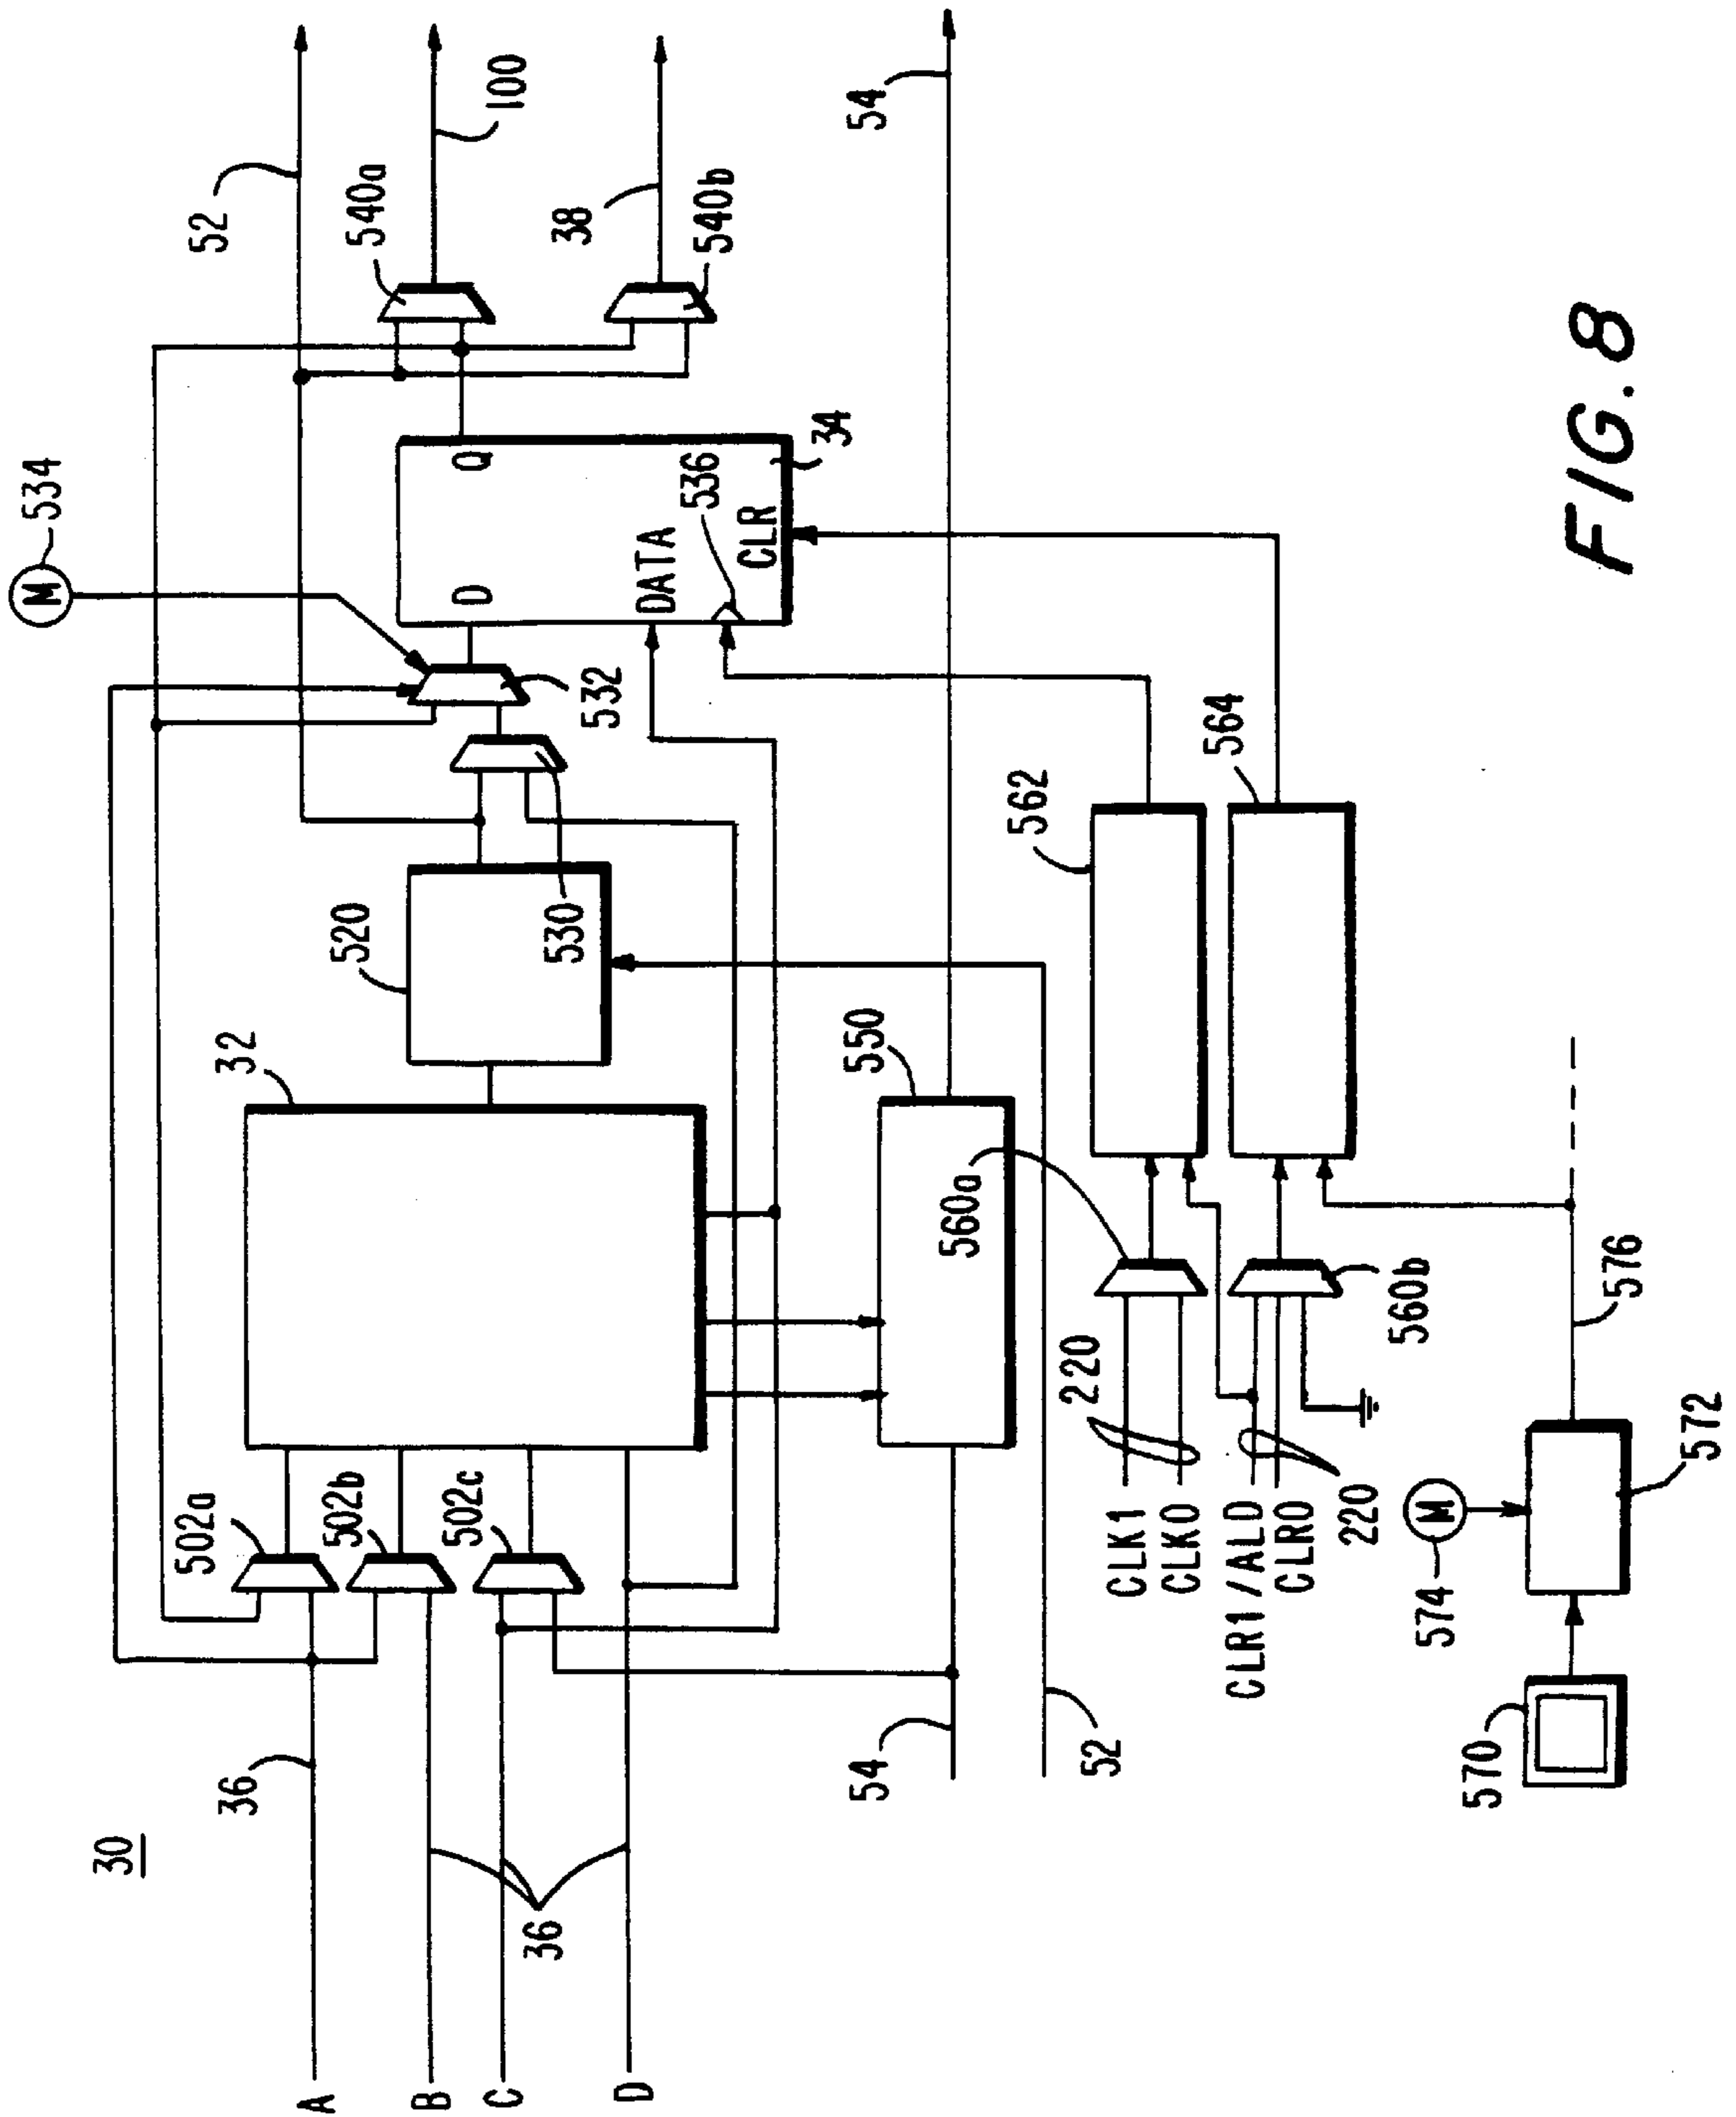 30
A
B
C
D
36
36
502a
502b
502c
32
520
530
532
M
534
D
Q
DATA
536
CLR
34
52
540a
100
38
540b
54
54
52
550
560a
CLK1
CLK0
220
CLR1/ALD
CLR0
220
560b
562
564
570
M
574
572
576
FIG. 8